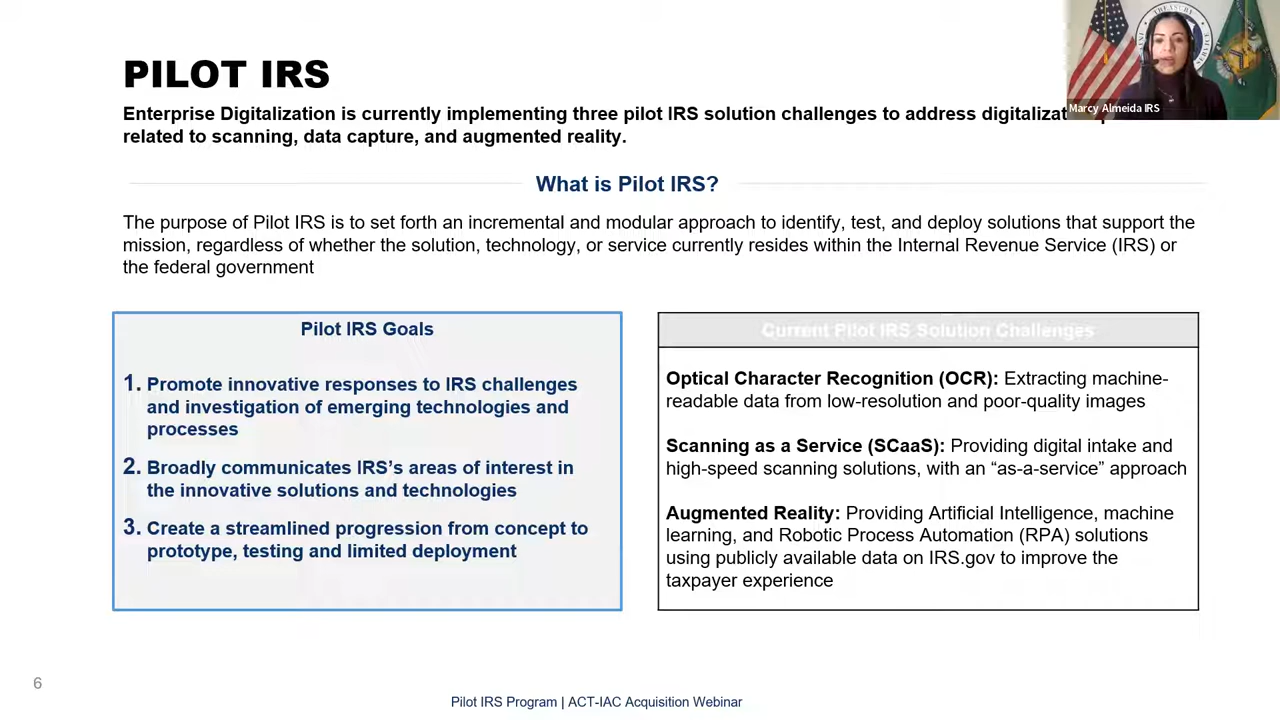 PILOT IRS
Enterprise Digitalization is currently implementing three pilot IRS solution challenges to address
related to scanning, data capture, and augmented reality.
Marcy Almeida IRS
What is Pilot IRS?
The purpose of Pilot IRS is to set forth an incremental and modular approach to identify, test, and deploy solutions that support the
mission, regardless of whether the solution, technology, or service currently resides within the Internal Revenue Service (IRS) or
the federal government
Pilot IRS Goals
1. Promote innovative responses to IRS challenges
and investigation of emerging technologies and
processes
2. Broadly communicates IRS’s areas of interest in
the innovative solutions and technologies
3. Create a streamlined progression from concept to
prototype, testing and limited deployment
Current Pilot IRS Solution Challenges
Optical Character Recognition (OCR): Extracting machine-
readable data from low-resolution and poor-quality images
Scanning as a Service (SCaaS): Providing digital intake and
high-speed scanning solutions, with an “as-a-service” approach
Augmented Reality: Providing Artificial Intelligence, machine
learning, and Robotic Process Automation (RPA) solutions
using publicly available data on IRS.gov to improve the
taxpayer experience
6
Pilot IRS Program | ACT-IAC Acquisition Webinar